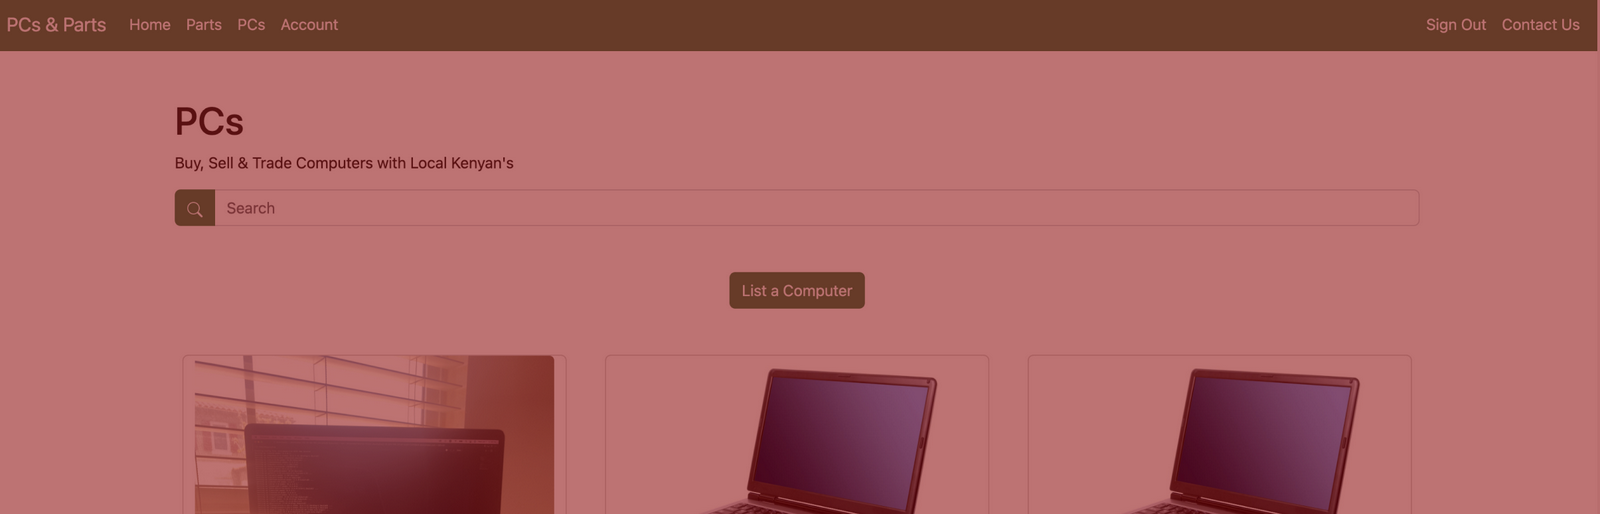 PCs & Parts Home Parts PCs Account Sign Out Contact Us
PCs
Buy, Sell & Trade Computers with Local Kenyan's
Search
List a Computer